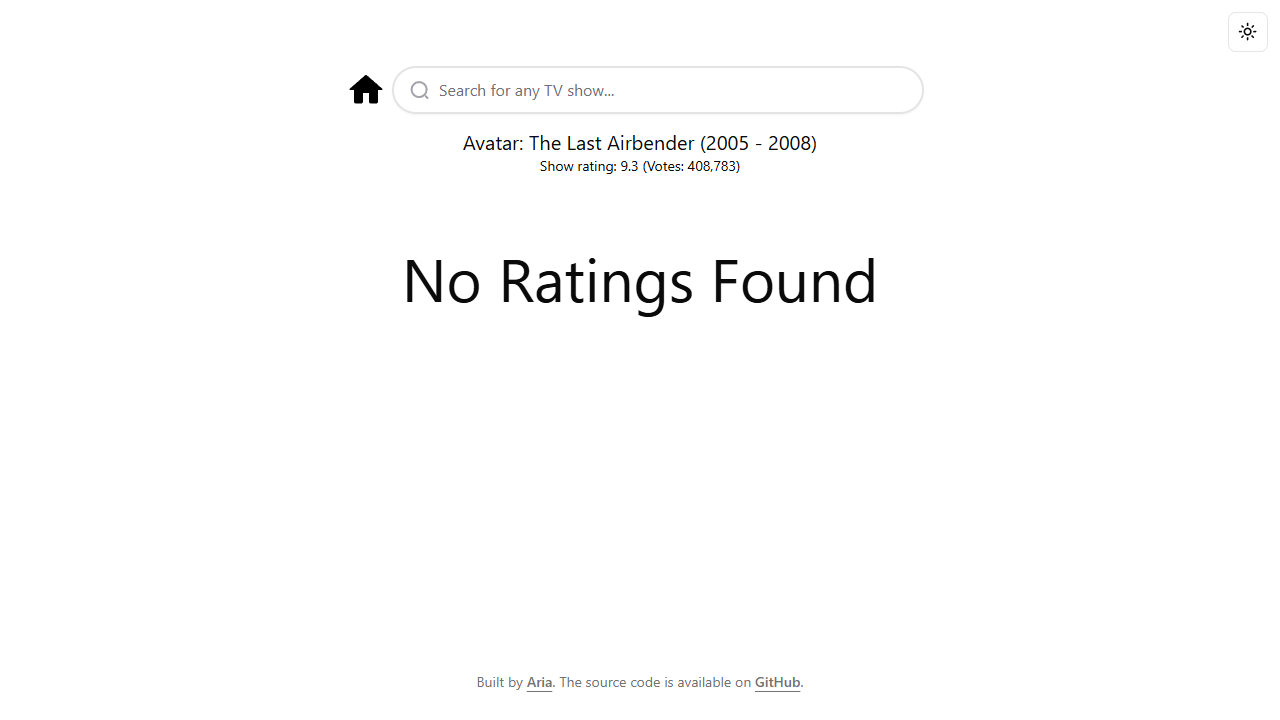 Search for any TV show...
Avatar: The Last Airbender (2005 - 2008)
Show rating: 9.3 (Votes: 408,783)
No Ratings Found
Built by Aria. The source code is available on GitHub.